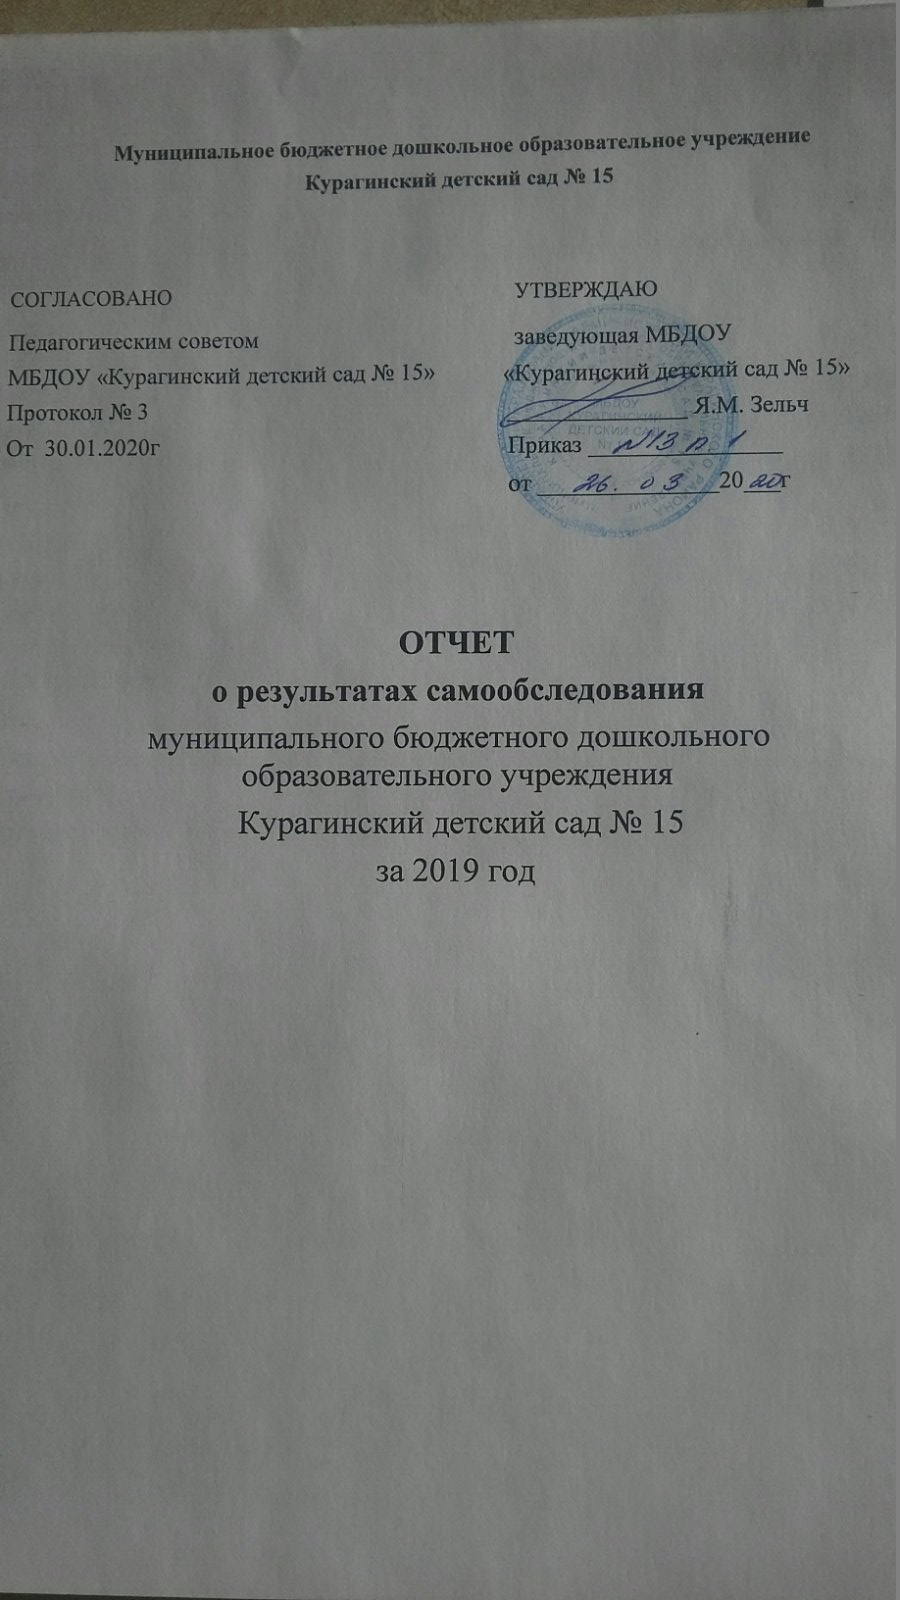 Муниципальное бюджетное дошкольное образовательное учреждение
Курагинский детский сад № 15
СОГЛАСОВАНО
Педагогическим советом
МБДОУ «Курагинский детский сад № 15»
Протокол № 3
От 30.01.2020г
УТВЕРЖДАЮ
заведующая МБДОУ
«Курагинский детский сад № 15»
Я.М. Зельч
Приказ №13 п. 1
от 26. 03 2020г
ОТЧЕТ
о результатах самообследования
муниципального бюджетного дошкольного
образовательного учреждения
Курагинский детский сад № 15
за 2019 год